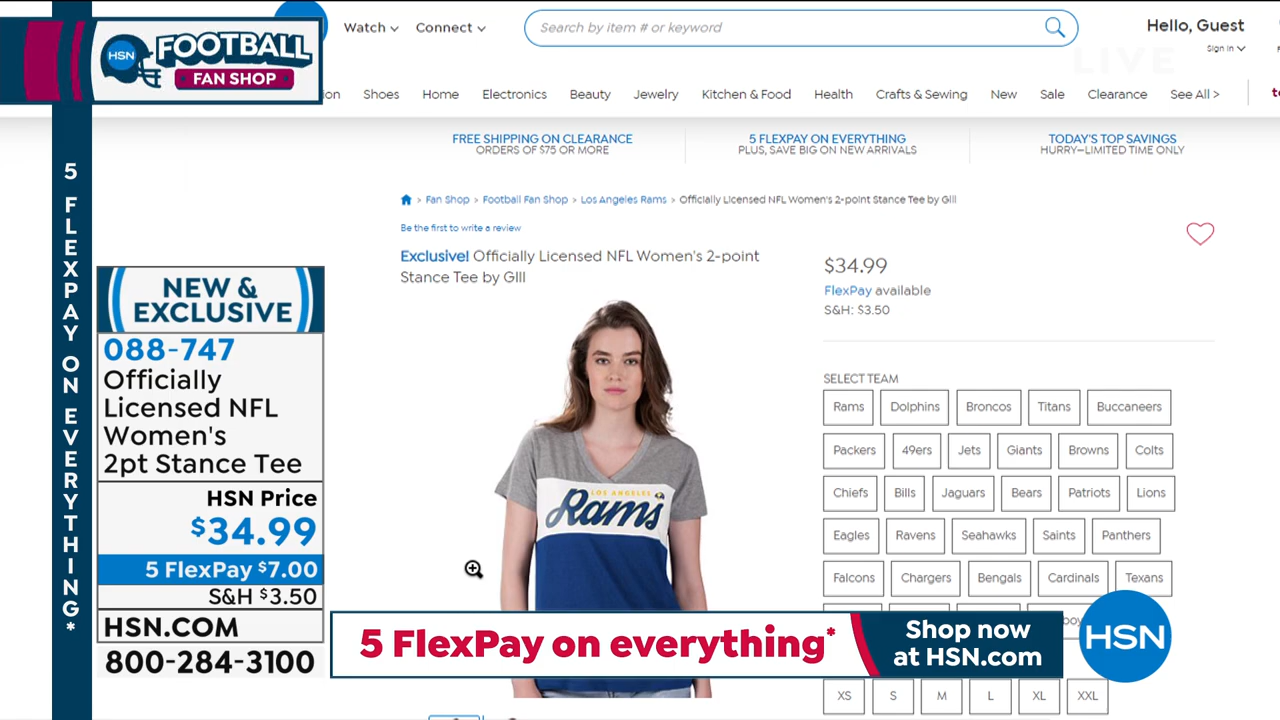 HSN FOOTBALL
FAN SHOP
Watch
Connect
Search by item # or keyword
Hello, Guest
Sign In
LIVE
Shoes
Home
Electronics
Beauty
Jewelry
Kitchen & Food
Health
Crafts & Sewing
New
Sale
Clearance
See All >
FREE SHIPPING ON CLEARANCE
ORDERS OF $75 OR MORE
5 FLEXPAY ON EVERYTHING
PLUS, SAVE BIG ON NEW ARRIVALS
TODAY'S TOP SAVINGS
HURRY—LIMITED TIME ONLY
5 FLEXPAY ON EVERYTHING*
> Fan Shop > Football Fan Shop > Los Angeles Rams > Officially Licensed NFL Women's 2-point Stance Tee by GIII
Be the first to write a review
Exclusive! Officially Licensed NFL Women's 2-point
Stance Tee by GIII
$34.99
FlexPay available
S&H: $3.50
NEW &
EXCLUSIVE
088-747
Officially
Licensed NFL
Women's
2pt Stance Tee
HSN Price
$34.99
5 FlexPay $7.00
S&H $3.50
HSN.COM
800-284-3100
LOS ANGELES
Rams
SELECT TEAM
Rams Dolphins Broncos Titans Buccaneers
Packers 49ers Jets Giants Browns Colts
Chiefs Bills Jaguars Bears Patriots Lions
Eagles Ravens Seahawks Saints Panthers
Falcons Chargers Bengals Cardinals Texans
XS S M L XL XXL
5 FlexPay on everything*
Shop now
at HSN.com
HSN